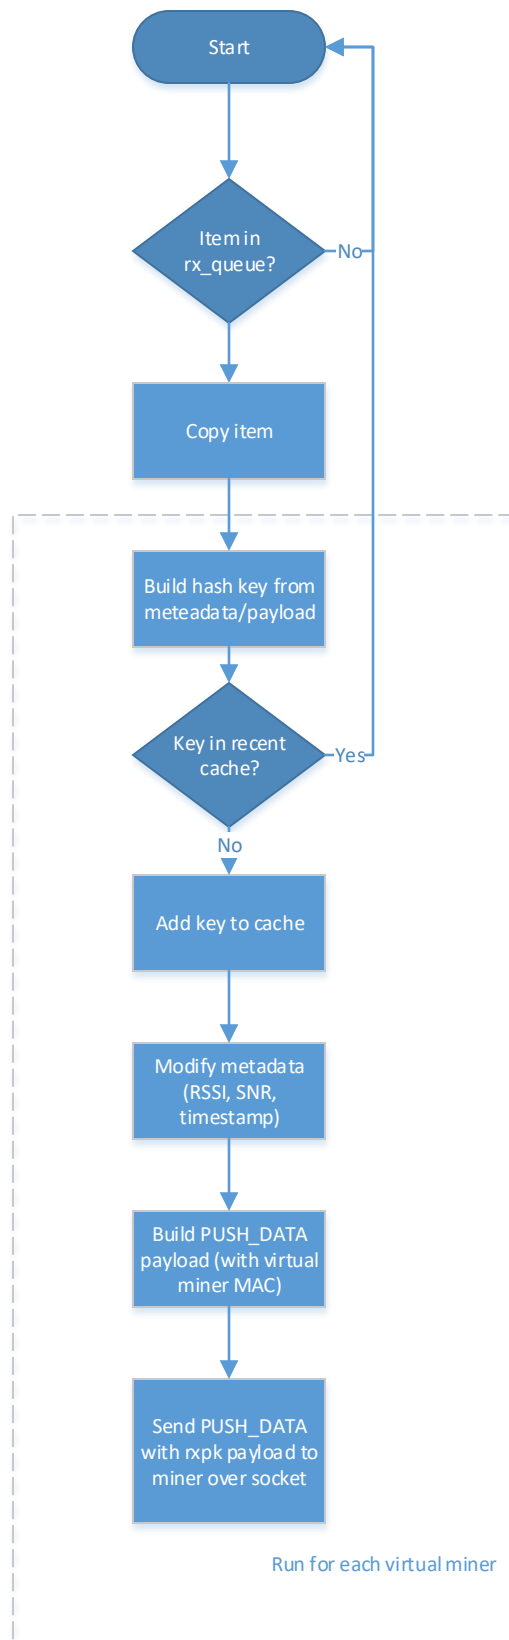 Start
Item in
rx_queue?
No
Copy item
Build hash key from
meteadata/payload
Key in recent
cache?
Yes
No
Add key to cache
Modify metadata
(RSSI, SNR,
timestamp)
Build PUSH_DATA
payload (with virtual
miner MAC)
Send PUSH_DATA
with rxpk payload to
miner over socket
Run for each virtual miner